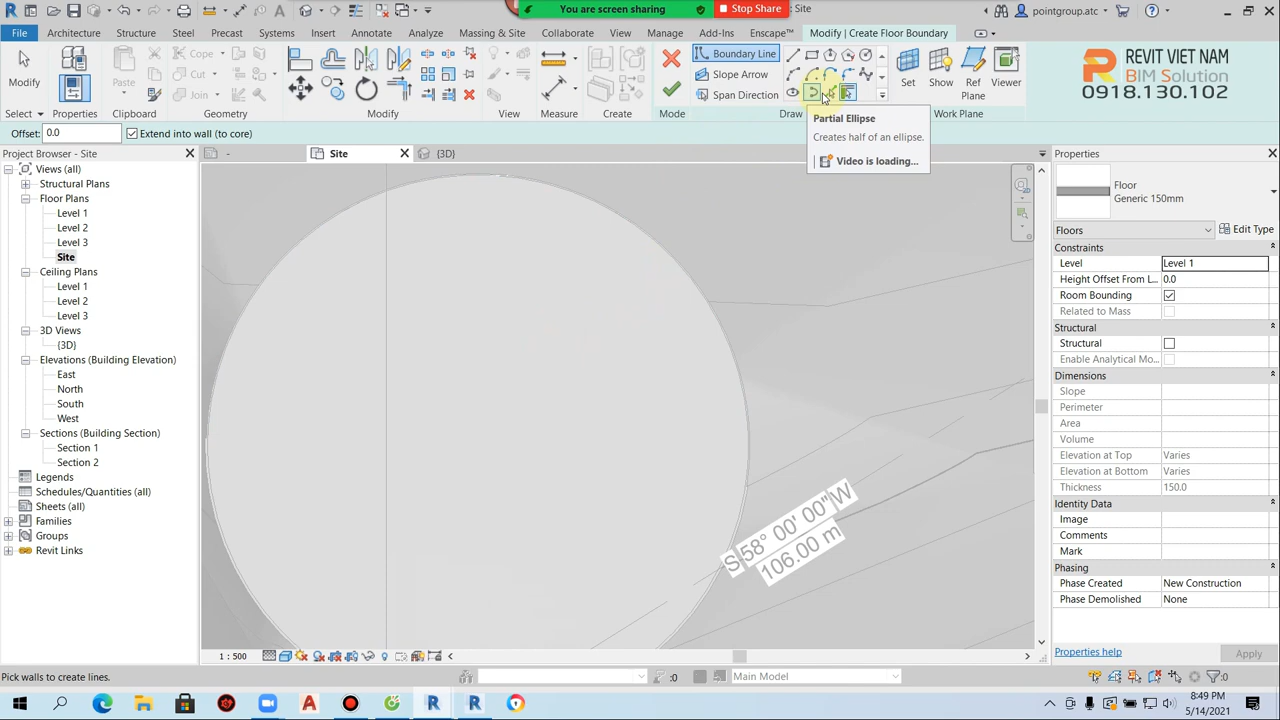 You are screen sharing
Stop Share
: Site
pointgroup.atc
File
Architecture
Structure
Steel
Precast
Systems
Insert
Annotate
Analyze
Massing & Site
Collaborate
View
Manage
Add-Ins
Enscape™
Modify | Create Floor Boundary
Modify
Properties
Paste
Cope
Cut
Join
Boundary Line
Slope Arrow
Span Direction
Set
Show
Ref
Plane
Viewer
Select
Properties
Clipboard
Geometry
Modify
View
Measure
Create
Mode
Draw
Work Plane
REVIT VIET NAM
BIM Solution
0918.130.102
Offset: 0.0
Extend into wall (to core)
Partial Ellipse
Creates half of an ellipse.
Video is loading...
Project Browser - Site
Views (all)
Structural Plans
Floor Plans
Level 1
Level 2
Level 3
Site
Ceiling Plans
Level 1
Level 2
Level 3
3D Views
{3D}
Elevations (Building Elevation)
East
North
South
West
Sections (Building Section)
Section 1
Section 2
Legends
Schedules/Quantities (all)
Sheets (all)
Families
Groups
Revit Links
-
Site
{3D}
S 58° 00' 00" W
106.00 m
Properties
Floor
Generic 150mm
Floors
Edit Type
Constraints
Level Level 1
Height Offset From L... 0.0
Room Bounding
Related to Mass
Structural
Structural
Enable Analytical Mo...
Dimensions
Slope
Perimeter
Area
Volume
Elevation at Top Varies
Elevation at Bottom Varies
Thickness 150.0
Identity Data
Image
Comments
Mark
Phasing
Phase Created New Construction
Phase Demolished None
Properties help
Apply
1 : 500
Pick walls to create lines.
:0
Main Model
:0
8:49 PM
5/14/2021